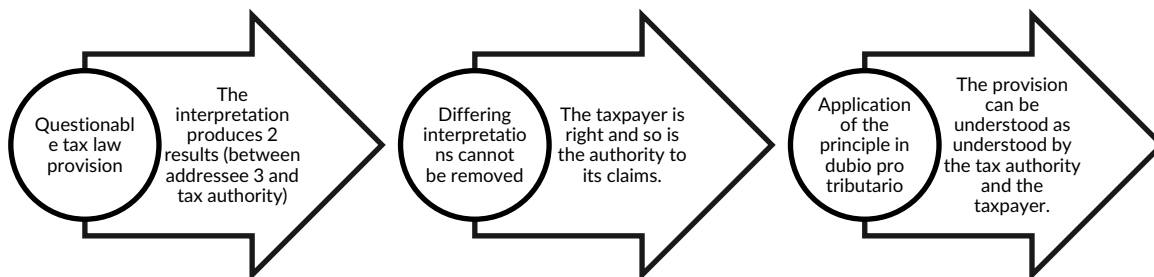 Questionabl
e tax law
provision
The
interpretation
produces 2
results (between
addressee 3 and
tax authority)
Differing
interpretatio
ns cannot
be removed
The taxpayer is
right and so is
the authority to
its claims.
Application
of the
principle in
dubio pro
tributario
The provision
can be
understood as
understood by
the tax authority
and the
taxpayer.